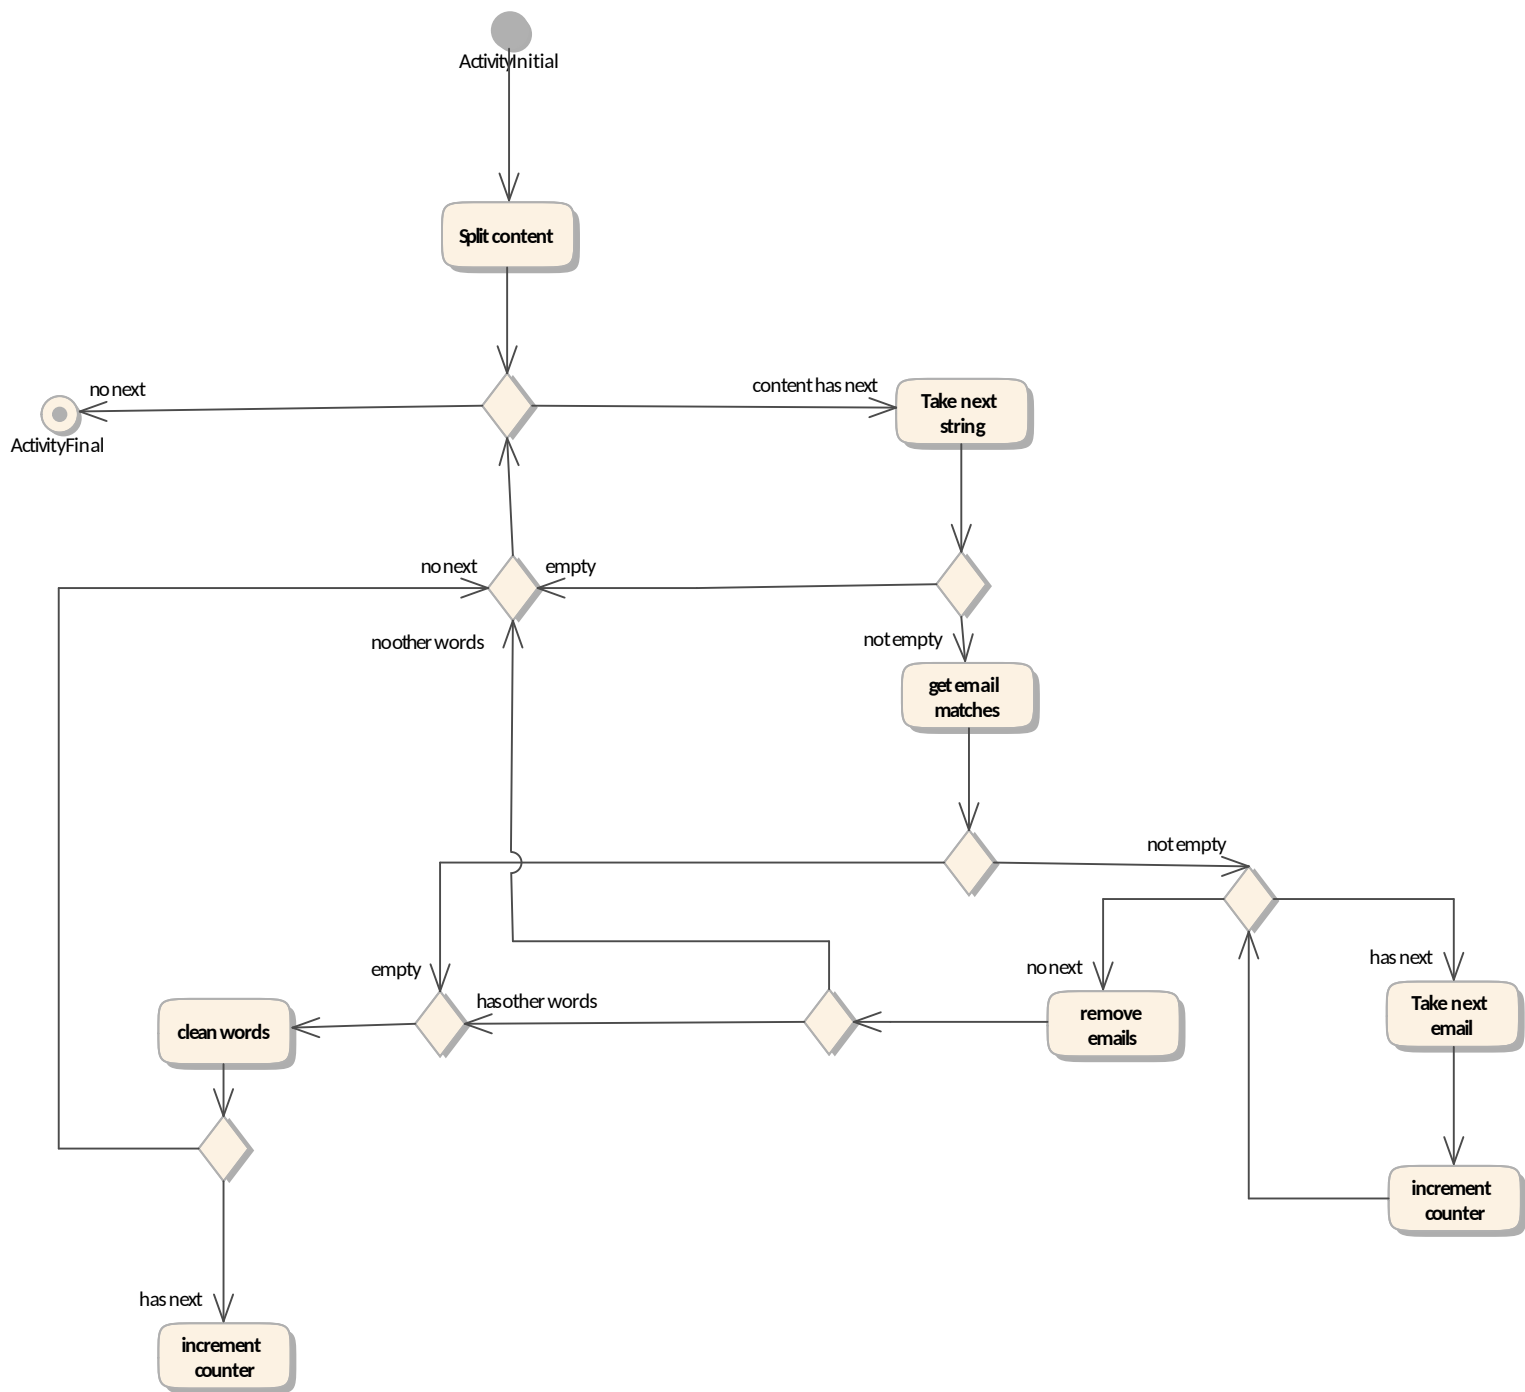 ActivityInitial
Split content
no next
content has next
Take next
string
ActivityFinal
no next
empty
no other words
not empty
get email
matches
not empty
empty
has other words
no next
has next
clean words
remove
emails
Take next
email
increment
counter
has next
increment
counter